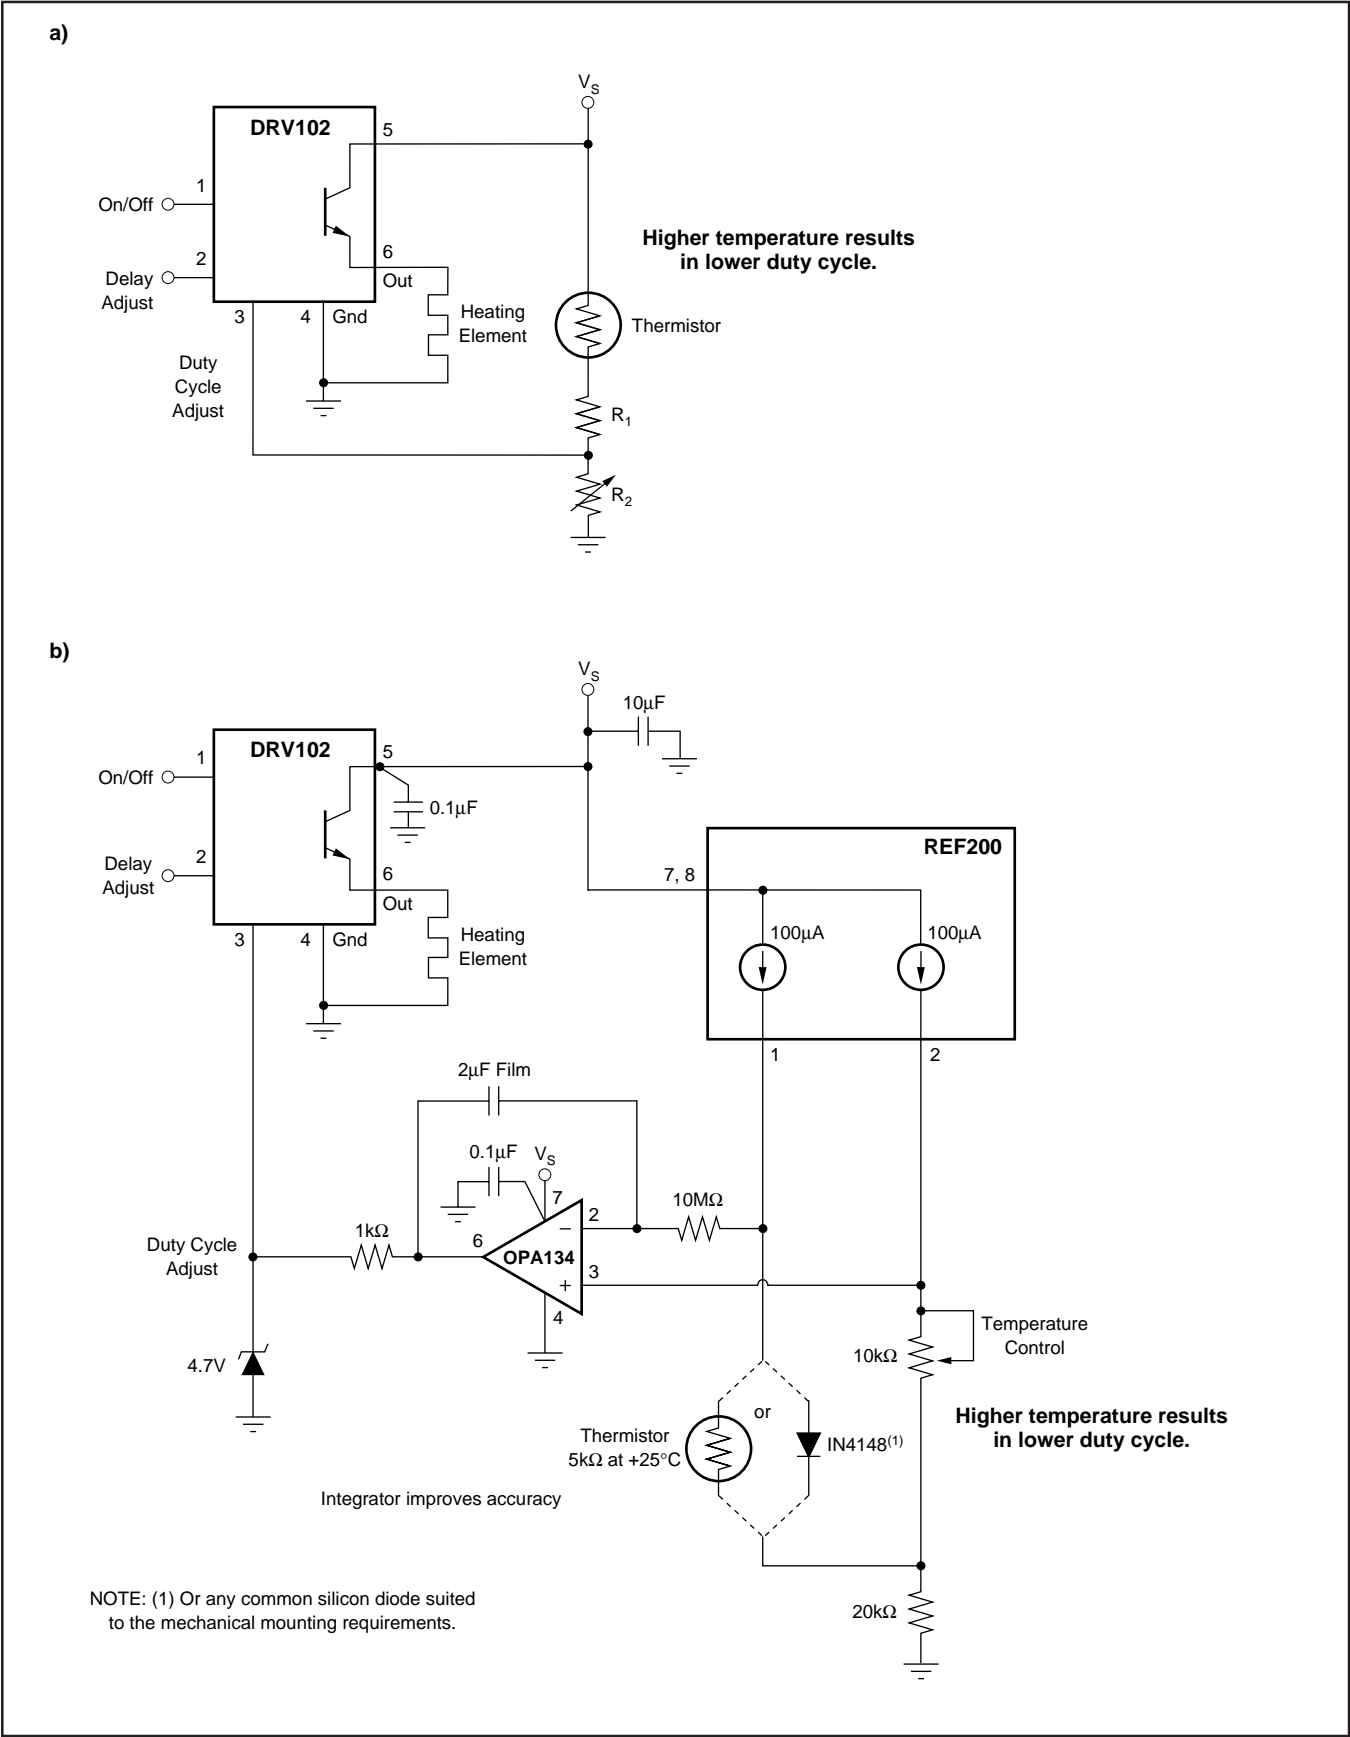 a)
V_S
DRV102
5
1
On/Off
6
2
Out
Delay
Adjust
3
4
Gnd
Heating
Element
Duty
Cycle
Adjust
Higher temperature results
in lower duty cycle.
Thermistor
R_1
R_2
b)
V_S
10μF
DRV102
5
1
On/Off
0.1μF
2
Delay
Adjust
6
Out
3
4
Gnd
Heating
Element
REF200
7, 8
100μA
100μA
1
2
2μF Film
0.1μF
V_S
7
10MΩ
2
1kΩ
6
–
OPA134
Duty Cycle
Adjust
3
+
4
4.7V
Temperature
Control
10kΩ
Higher temperature results
in lower duty cycle.
or
Thermistor
5kΩ at +25°C
IN4148(1)
Integrator improves accuracy
20kΩ
NOTE: (1) Or any common silicon diode suited
to the mechanical mounting requirements.